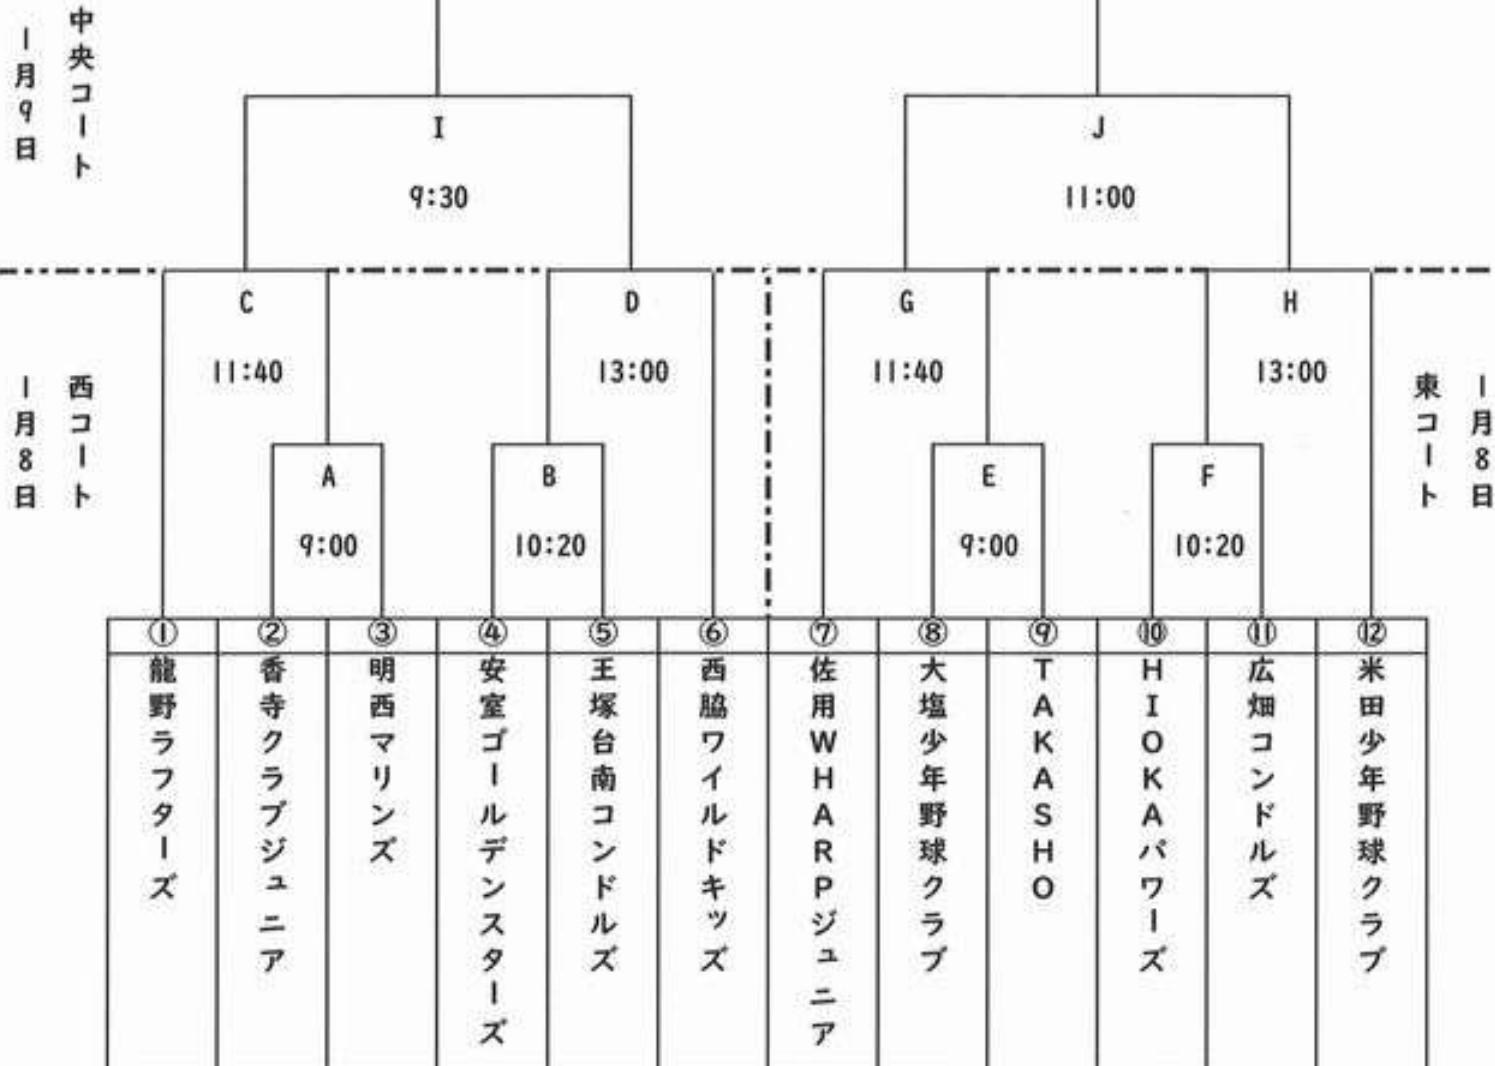 中央コート
1月9日
I
9:30
J
11:00
西コート
1月8日
C
11:40
D
13:00
G
11:40
H
13:00
1月8日
東コート
A
9:00
B
10:20
E
9:00
F
10:20
① ② ③ ④ ⑤ ⑥ ⑦ ⑧ ⑨ ⑩ ⑪ ⑫
龍野ラフターズ
香寺クラブジュニア
明西マリンズ
安室ゴールデンスターズ
王塚台南コンドルズ
西脇ワイルドキッズ
佐用WHARPジュニア
大塩少年野球クラブ
TAKASHO
HIOKAパワーズ
広畑コンドルズ
米田少年野球クラブ